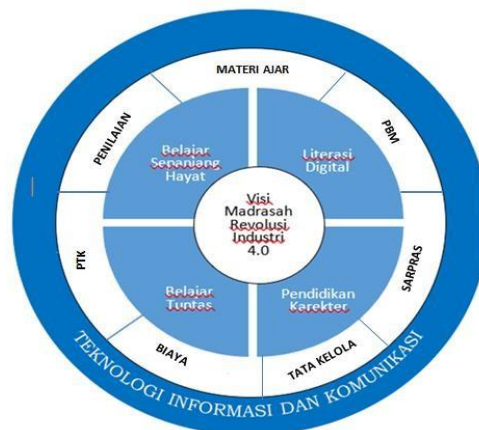 MATERI AJAR
PENILAIAN
PBM
Belajar
Sepanjang
Hayat
Literasi
Digital
Visi
Madrasah
Revolusi
Industri
4.0
PTK
SARPRAS
Belajar
Tuntas
Pendidikan
Karekter
BIAYA
TATA KELOLA
TEKNOLOGI INFORMASI DAN KOMUNIKASI